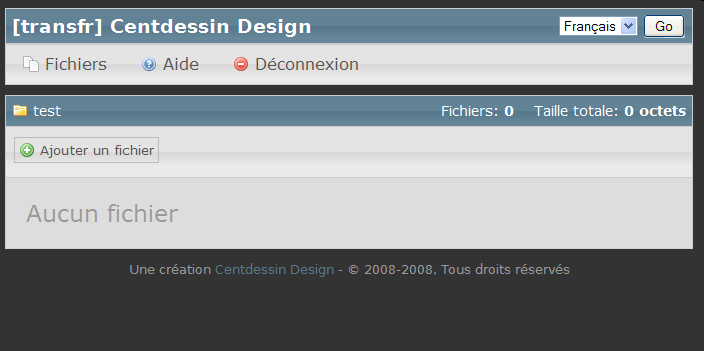 [transfr] Centdessin Design Français Go
Fichiers Aide Déconnexion
test Fichiers: 0 Taille totale: 0 octets
Ajouter un fichier
Aucun fichier
Une création Centdessin Design - © 2008-2008, Tous droits réservés